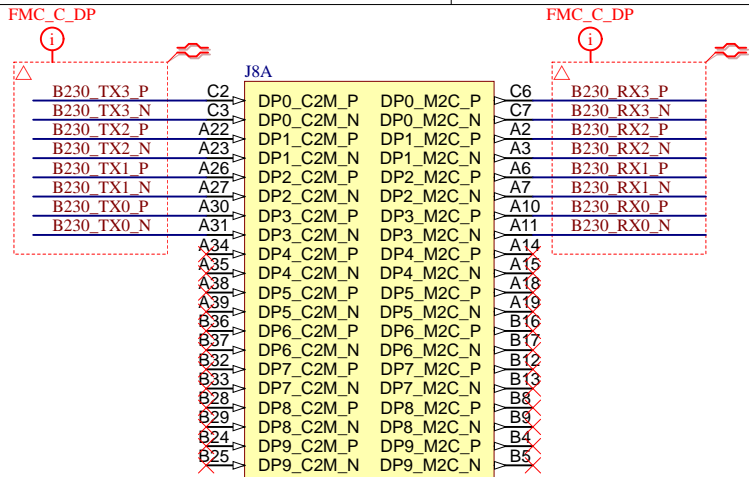 FMC_C_DP FMC_C_DP
i i
J8A
B230_TX3_P C2 DP0_C2M_P DP0_M2C_P C6 B230_RX3_P
B230_TX3_N C3 DP0_C2M_N DP0_M2C_N C7 B230_RX3_N
B230_TX2_P A22 DP1_C2M_P DP1_M2C_P A2 B230_RX2_P
B230_TX2_N A23 DP1_C2M_N DP1_M2C_N A3 B230_RX2_N
B230_TX1_P A26 DP2_C2M_P DP2_M2C_P A6 B230_RX1_P
B230_TX1_N A27 DP2_C2M_N DP2_M2C_N A7 B230_RX1_N
B230_TX0_P A30 DP3_C2M_P DP3_M2C_P A10 B230_RX0_P
B230_TX0_N A31 DP3_C2M_N DP3_M2C_N A11 B230_RX0_N
A34 DP4_C2M_P DP4_M2C_P A14
A35 DP4_C2M_N DP4_M2C_N A15
A38 DP5_C2M_P DP5_M2C_P A18
A39 DP5_C2M_N DP5_M2C_N A19
B36 DP6_C2M_P DP6_M2C_P B16
B37 DP6_C2M_N DP6_M2C_N B17
B32 DP7_C2M_P DP7_M2C_P B12
B33 DP7_C2M_N DP7_M2C_N B13
B28 DP8_C2M_P DP8_M2C_P B8
B29 DP8_C2M_N DP8_M2C_N B9
B24 DP9_C2M_P DP9_M2C_P B4
B25 DP9_C2M_N DP9_M2C_N B5